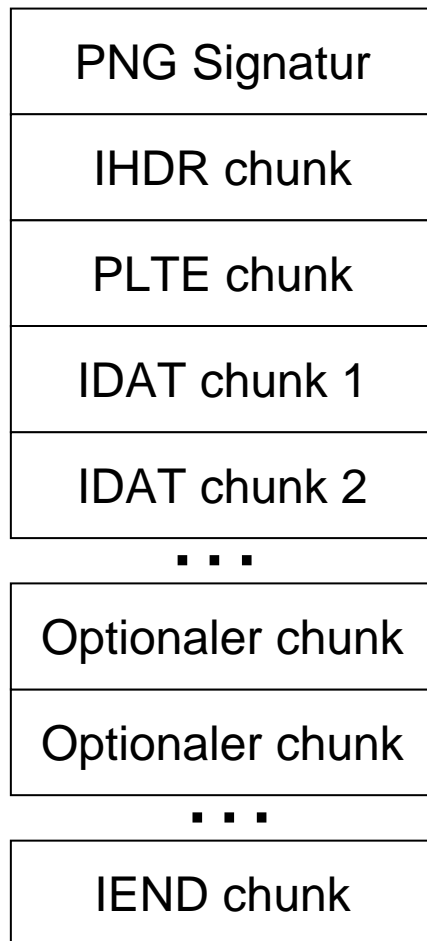 PNG Signatur
IHDR chunk
PLTE chunk
IDAT chunk 1
IDAT chunk 2
...
Optionaler chunk
Optionaler chunk
...
IEND chunk